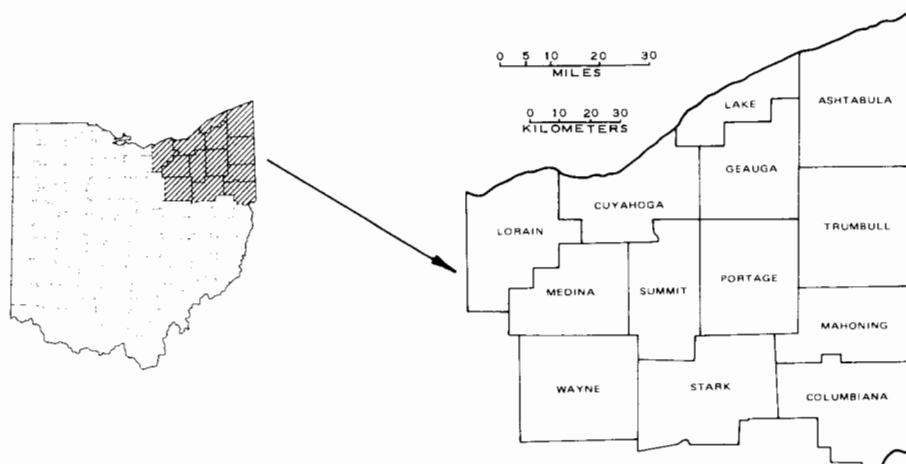 0 5 10 20 30
MILES
0 10 20 30
KILOMETERS
LAKE
ASHTABULA
GEAUGA
CUYAHOGA
LORAIN
TRUMBULL
MEDINA
SUMMIT
PORTAGE
MAHONING
WAYNE
STARK
COLUMBIANA